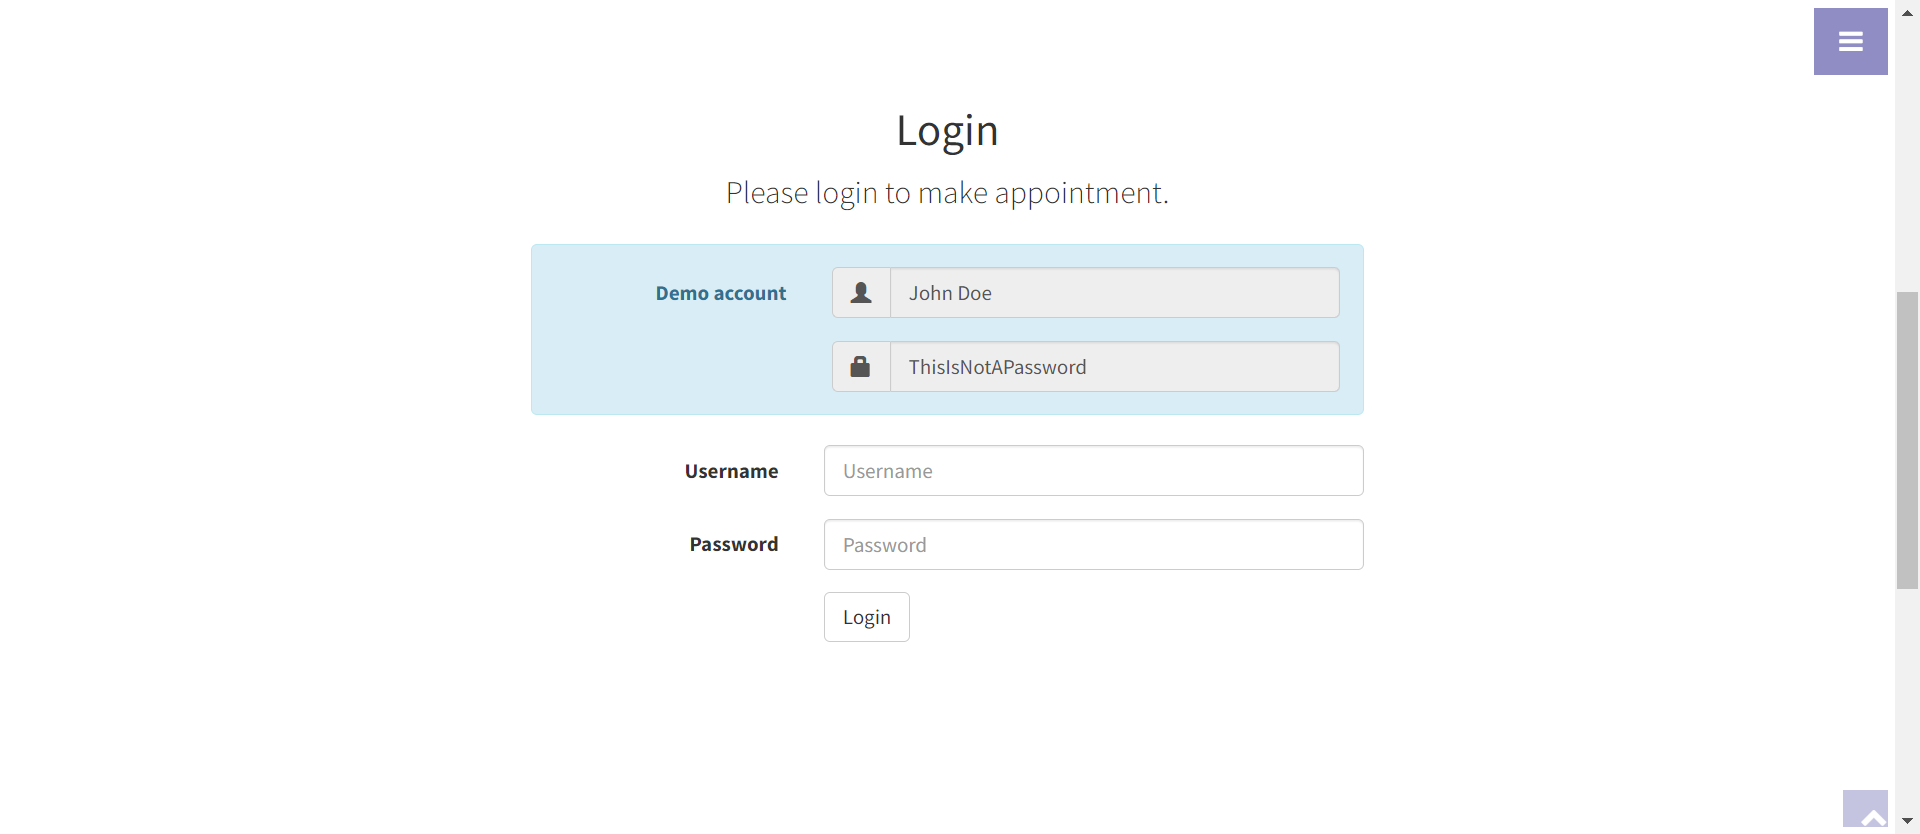 Login
Please login to make appointment.
Demo account
John Doe
ThisIsNotAPassword
Username
Username
Password
Password
Login